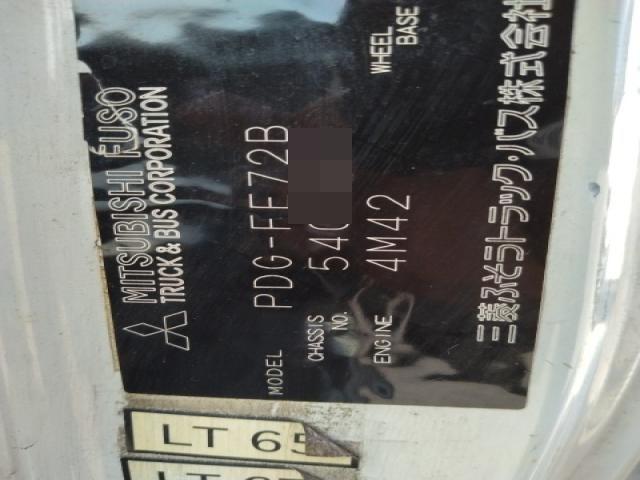 MITSUBISHI FUSO
TRUCK & BUS CORPORATION
MODEL PDG-FE72B
CHASSIS NO. 540
ENGINE 4M42
WHEEL BASE
三菱ふそうトラック・バス株式会社
LT 65